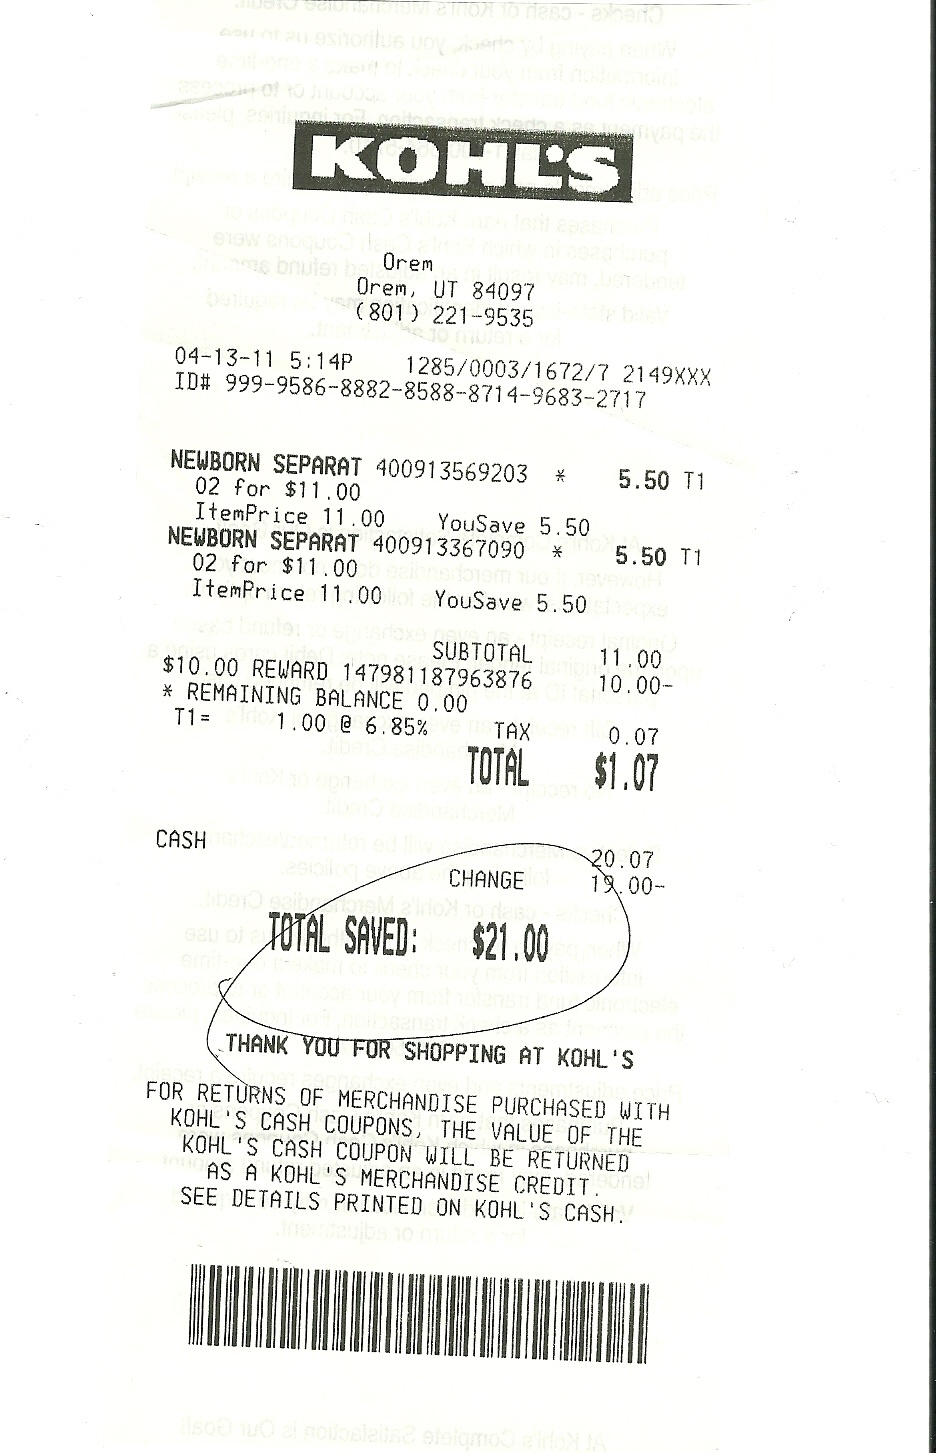 KOHL'S
Orem
Orem, UT 84097
(801) 221-9535
04-13-11 5:14P 1285/0003/1672/7 2149XXX
ID# 999-9586-8882-8588-8714-9683-2717
NEWBORN SEPARAT 400913569203 * 5.50 T1
02 for $11.00
ItemPrice 11.00 YouSave 5.50
NEWBORN SEPARAT 400913367090 * 5.50 T1
02 for $11.00
ItemPrice 11.00 YouSave 5.50
SUBTOTAL 11.00
$10.00 REWARD 147981187963876 10.00-
* REMAINING BALANCE 0.00
T1= 1.00 @ 6.85% TAX 0.07
TOTAL $1.07
CASH 20.07
CHANGE 19.00-
TOTAL SAVED: $21.00
THANK YOU FOR SHOPPING AT KOHL'S
FOR RETURNS OF MERCHANDISE PURCHASED WITH
KOHL'S CASH COUPONS, THE VALUE OF THE
KOHL'S CASH COUPON WILL BE RETURNED
AS A KOHL'S MERCHANDISE CREDIT.
SEE DETAILS PRINTED ON KOHL'S CASH.